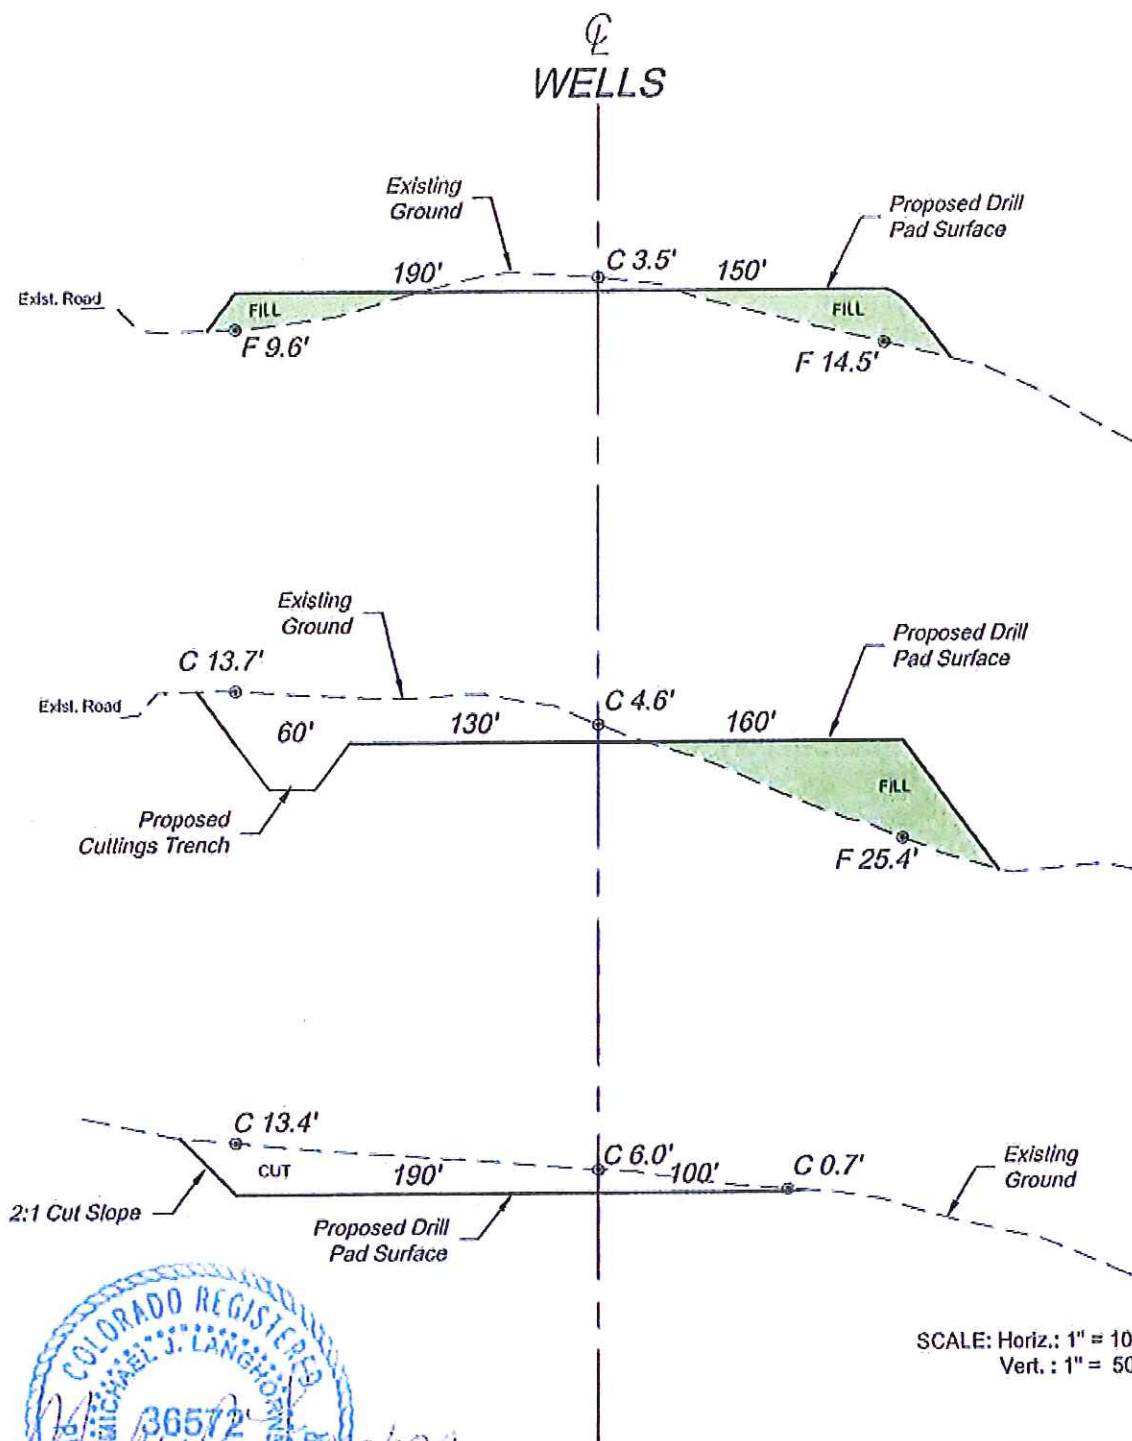 ℄
WELLS
Existing
Ground
Proposed Drill
Pad Surface
Exist. Road
190'
C 3.5'
150'
FILL
FILL
F 9.6'
F 14.5'
Existing
Ground
Proposed Drill
Pad Surface
C 13.7'
Exist. Road
60'
130'
C 4.6'
160'
FILL
Proposed
Cuttings Trench
F 25.4'
C 13.4'
CUT
190'
C 6.0'
100'
C 0.7'
Existing
Ground
2:1 Cut Slope
Proposed Drill
Pad Surface
SCALE: Horiz.: 1" = 10
Vert. : 1" = 50
COLORADO REGISTERED
MICHAEL J. LANGHORNE
36572